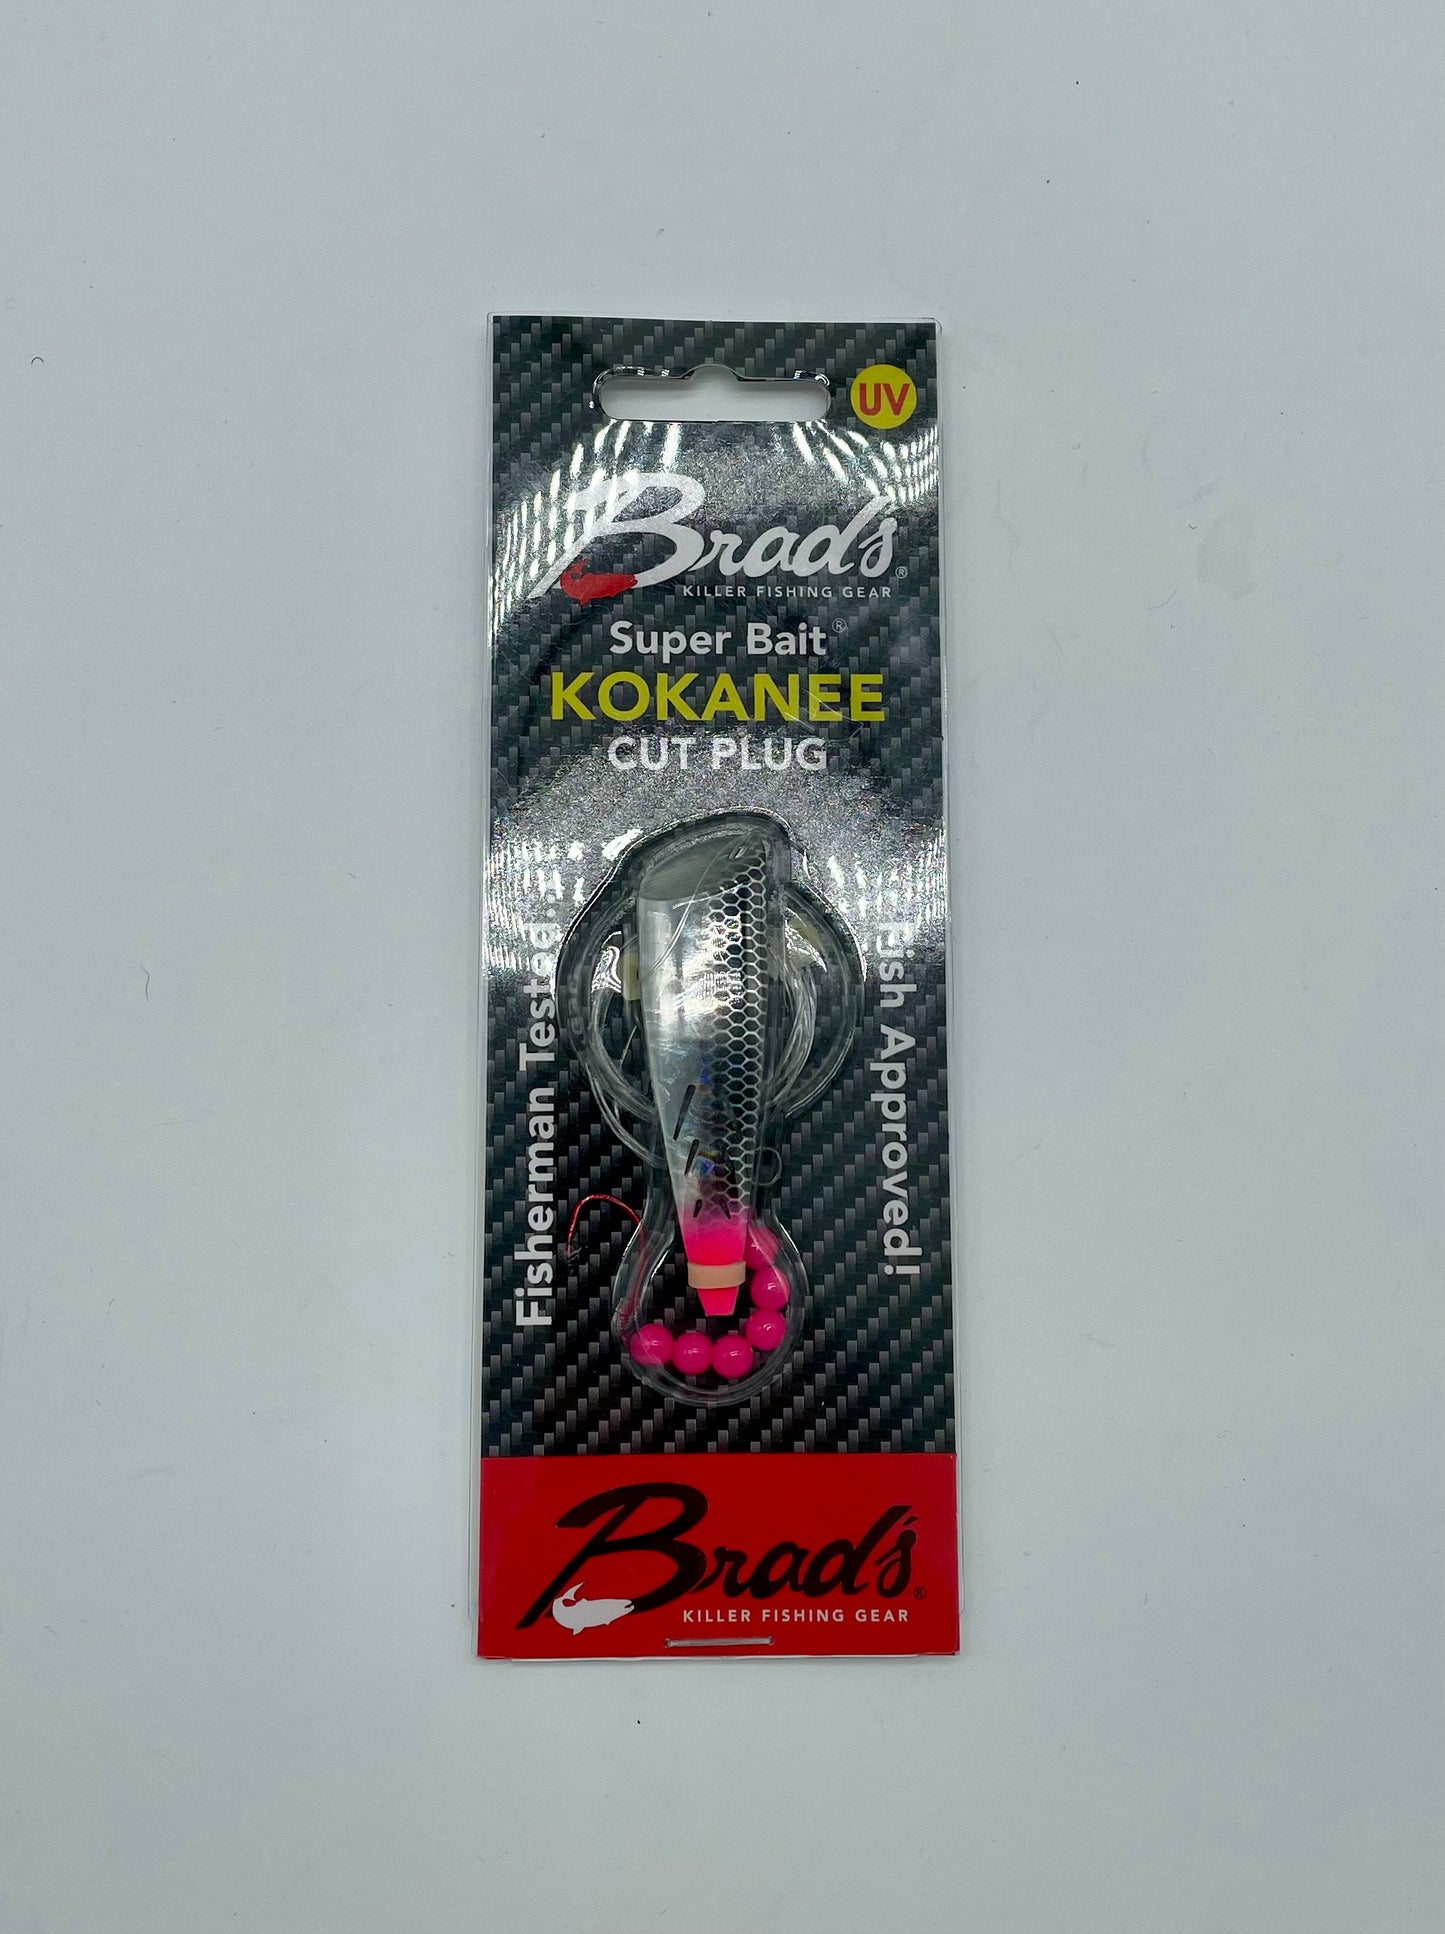 UV
Brad's®
KILLER FISHING GEAR
Super Bait®
KOKANEE
CUT PLUG
Fisherman Tested...
Fish Approved!
Brad's®
KILLER FISHING GEAR